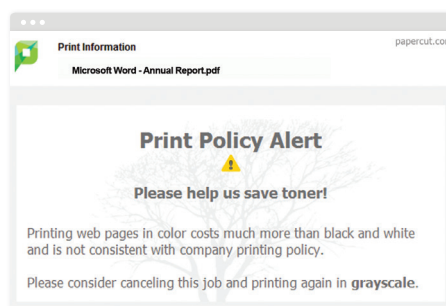 papercut.com
Print Information
Microsoft Word - Annual Report.pdf
Print Policy Alert
Please help us save toner!
Printing web pages in color costs much more than black and white
and is not consistent with company printing policy.
Please consider canceling this job and printing again in grayscale.